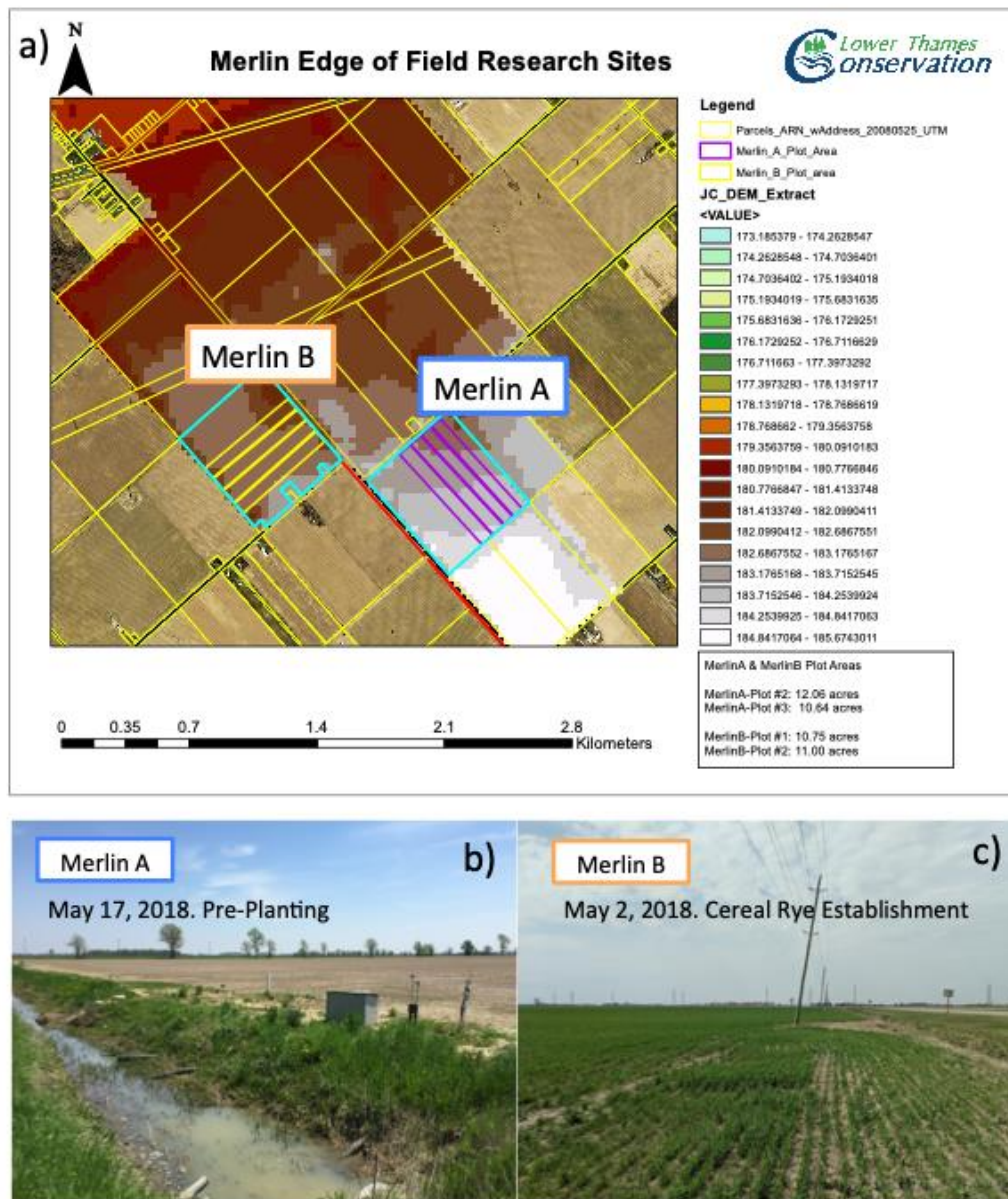 a)
N
Merlin Edge of Field Research Sites
Lower Thames
Conservation
Merlin B
Merlin A
Legend
Parcels_ARN_wAddress_20080525_UTM
Merlin_A_Plot_Area
Merlin_B_Plot_area
JC_DEM_Extract
<VALUE>
173.185379 - 174.2628547
174.2628548 - 174.7036401
174.7036402 - 175.1934018
175.1934019 - 175.6831635
175.6831636 - 176.1729251
176.1729252 - 176.7116629
176.711663 - 177.3973292
177.3973293 - 178.1319717
178.1319718 - 178.7686619
178.768662 - 179.3563758
179.3563759 - 180.0910183
180.0910184 - 180.7766846
180.7766847 - 181.4133748
181.4133749 - 182.0990411
182.0990412 - 182.6867551
182.6867552 - 183.1765167
183.1765168 - 183.7152545
183.7152546 - 184.2539924
184.2539925 - 184.8417063
184.8417064 - 185.6743011
MerlinA & MerlinB Plot Areas
MerlinA-Plot #2: 12.06 acres
MerlinA-Plot #3: 10.64 acres
MerlinB-Plot #1: 10.75 acres
MerlinB-Plot #2: 11.00 acres
0 0.35 0.7 1.4 2.1 2.8
Kilometers
Merlin A
b)
May 17, 2018. Pre-Planting
Merlin B
c)
May 2, 2018. Cereal Rye Establishment